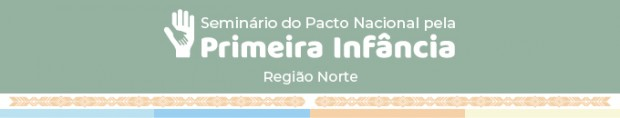 Seminário do Pacto Nacional pela
Primeira Infância
Região Norte